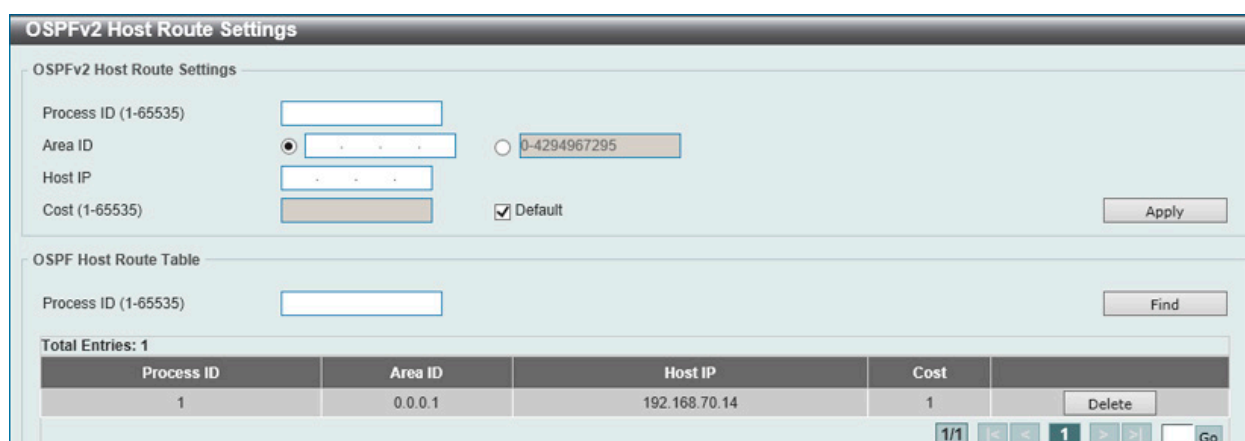 OSPFv2 Host Route Settings
OSPFv2 Host Route Settings
Process ID (1-65535)
Area ID . . . 0-4294967295
Host IP . . .
Cost (1-65535) Default Apply
OSPF Host Route Table
Process ID (1-65535) Find
Total Entries: 1
Process ID Area ID Host IP Cost
1 0.0.0.1 192.168.70.14 1 Delete
1/1 |< < 1 > >| Go